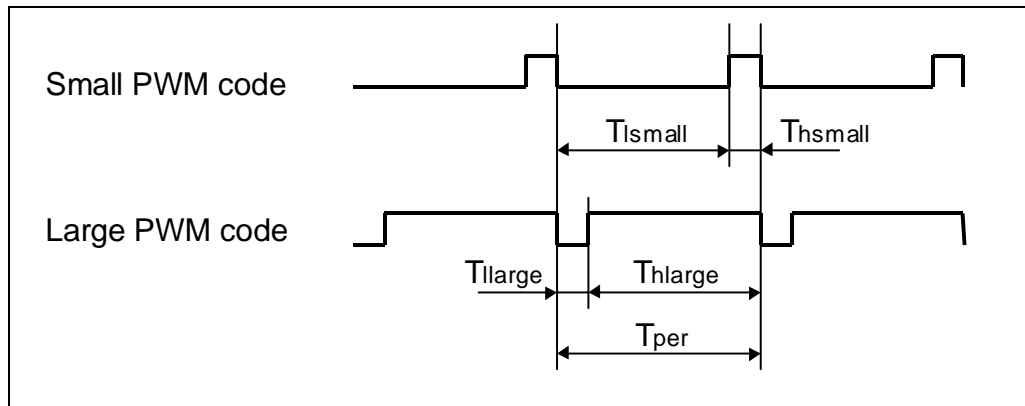 Small PWM code
Tlsmall Thsmall
Large PWM code
Tllarge Thlarge
Tper